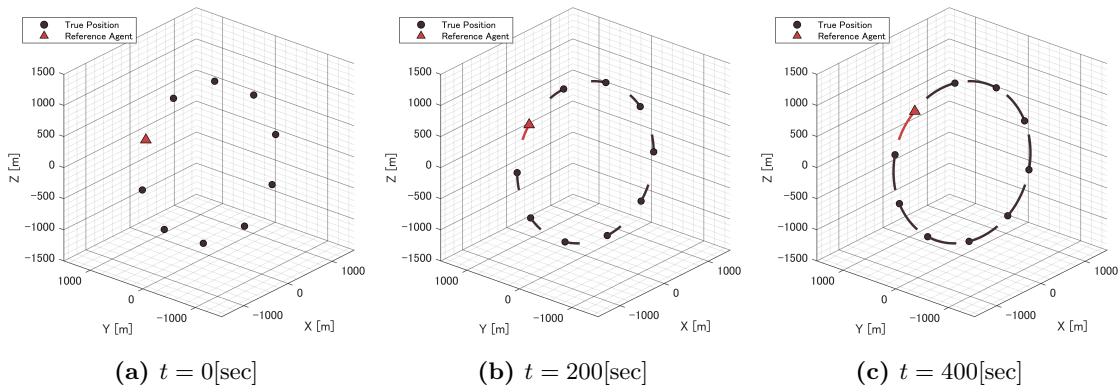 True Position
Reference Agent
1500
1000
500
0
−500
−1000
−1500
Z [m]
1000
0
−1000
Y [m]
−1000
0
1000
X [m]
(a) t = 0[sec]
True Position
Reference Agent
1500
1000
500
0
−500
−1000
−1500
Z [m]
1000
0
−1000
Y [m]
−1000
0
1000
X [m]
(b) t = 200[sec]
True Position
Reference Agent
1500
1000
500
0
−500
−1000
−1500
Z [m]
1000
0
−1000
Y [m]
−1000
0
1000
X [m]
(c) t = 400[sec]